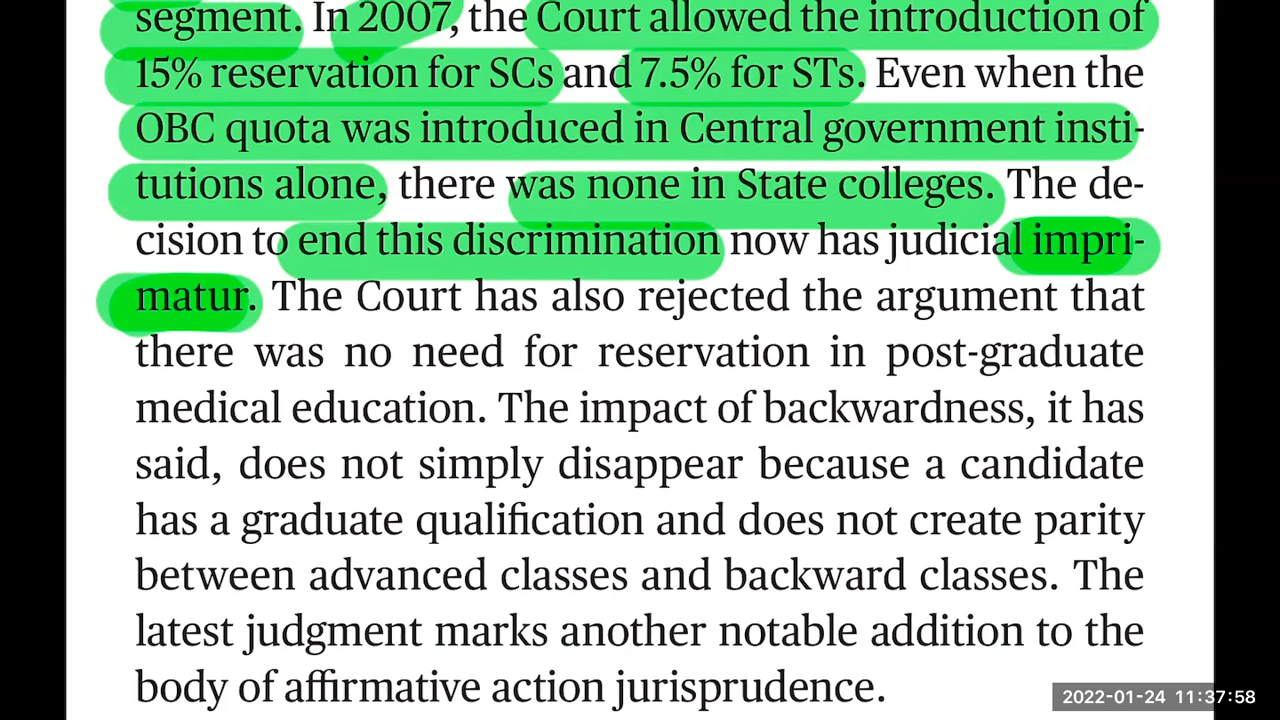 segment. In 2007, the Court allowed the introduction of
15% reservation for SCs and 7.5% for STs. Even when the
OBC quota was introduced in Central government insti-
tutions alone, there was none in State colleges. The de-
cision to end this discrimination now has judicial impri-
matur. The Court has also rejected the argument that
there was no need for reservation in post-graduate
medical education. The impact of backwardness, it has
said, does not simply disappear because a candidate
has a graduate qualification and does not create parity
between advanced classes and backward classes. The
latest judgment marks another notable addition to the
body of affirmative action jurisprudence.
2022-01-24 11:37:58